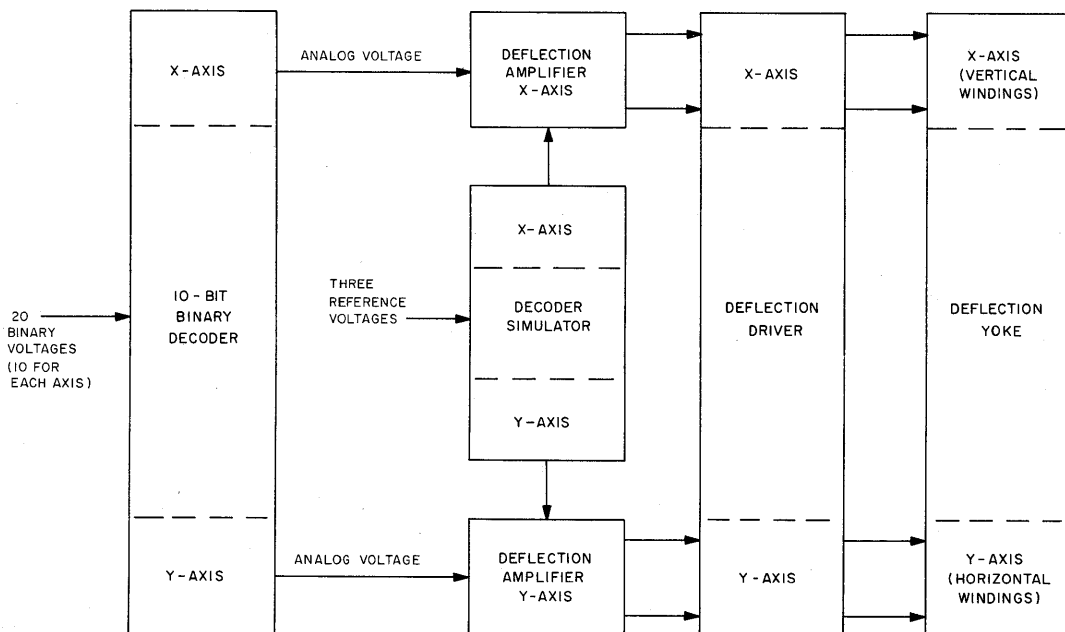 X-AXIS
ANALOG VOLTAGE
DEFLECTION
AMPLIFIER
X-AXIS
X-AXIS
X-AXIS
(VERTICAL
WINDINGS)
20
BINARY
VOLTAGES
(10 FOR
EACH AXIS)
10-BIT
BINARY
DECODER
THREE
REFERENCE
VOLTAGES
X-AXIS
DECODER
SIMULATOR
Y-AXIS
DEFLECTION
DRIVER
DEFLECTION
YOKE
Y-AXIS
ANALOG VOLTAGE
DEFLECTION
AMPLIFIER
Y-AXIS
Y-AXIS
Y-AXIS
(HORIZONTAL
WINDINGS)